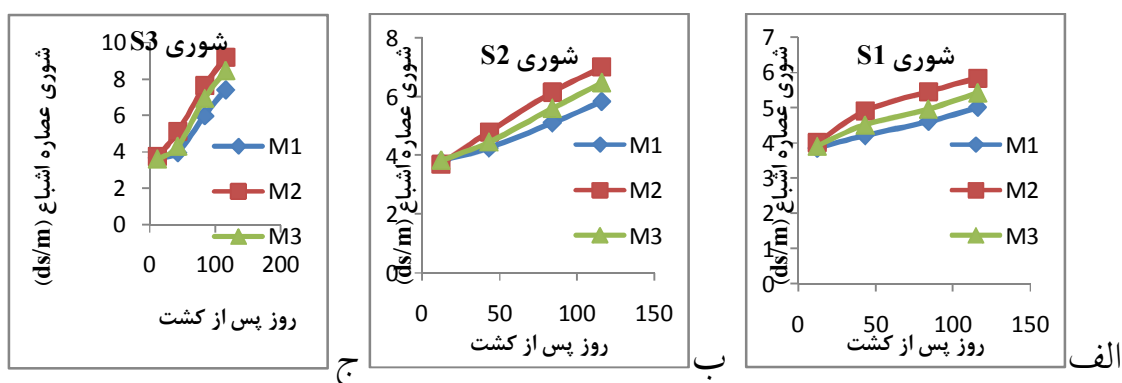 شوری S1
شوری عصاره اشباع (ds/m)
7
6
5
4
3
2
1
0
0 50 100 150
روز پس از کشت
M1
M2
M3
الف
شوری S2
شوری عصاره اشباع (ds/m)
8
6
4
2
0
0 50 100 150
روز پس از کشت
M1
M2
M3
ب
شوری S3
شوری عصاره اشباع (ds/m)
10
8
6
4
2
0
0 100 200
روز پس از کشت
M1
M2
M3
ج